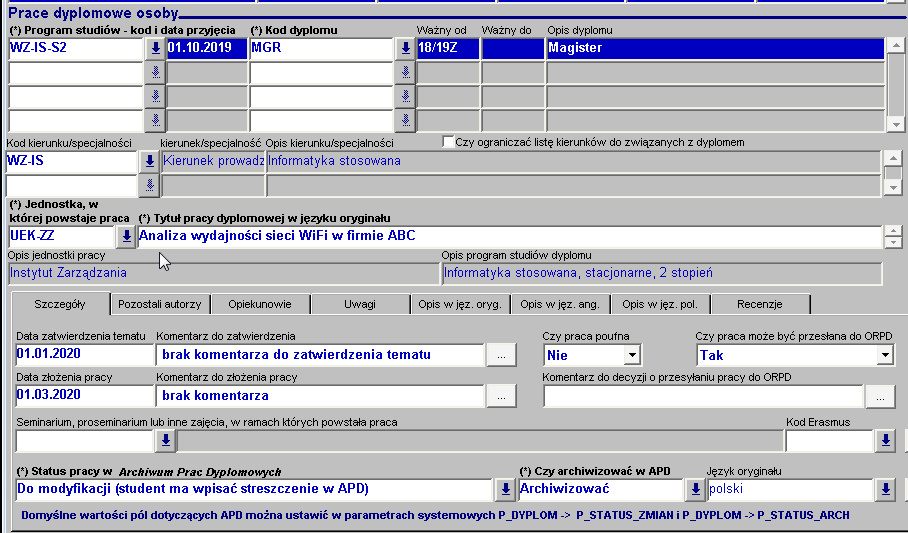 Prace dyplomowe osoby
(*) Program studiów - kod i data przyjęcia (*) Kod dyplomu Ważny od Ważny do Opis dyplomu
WZ-IS-S2 01.10.2019 MGR 18/19Z Magister
Kod kierunku/specjalności kierunek/specjalność Opis kierunku/specjalności Czy ograniczać listę kierunków do związanych z dyplomem
WZ-IS Kierunek prowadz Informatyka stosowana
(*) Jednostka, w
której powstaje praca (*) Tytuł pracy dyplomowej w języku oryginału
UEK-ZZ Analiza wydajności sieci WiFi w firmie ABC
Opis jednostki pracy Opis program studiów dyplomu
Instytut Zarządzania Informatyka stosowana, stacjonarne, 2 stopień
Szczegóły Pozostali autorzy Opiekunowie Uwagi Opis w jęz. oryg. Opis w jęz. ang. Opis w jęz. pol. Recenzje
Data zatwierdzenia tematu Komentarz do zatwierdzenia Czy praca poufna Czy praca może być przesłana do ORPD
01.01.2020 brak komentarza do zatwierdzenia tematu ... Nie Tak
Data złożenia pracy Komentarz do złożenia pracy Komentarz do decyzji o przesyłaniu pracy do ORPD
01.03.2020 brak komentarza ... ...
Seminarium, proseminarium lub inne zajęcia, w ramach których powstała praca Kod Erasmus
(*) Status pracy w Archiwum Prac Dyplomowych (*) Czy archiwizować w APD Język oryginału
Do modyfikacji (student ma wpisać streszczenie w APD) Archiwizować polski
Domyślne wartości pól dotyczących APD można ustawić w parametrach systemowych P_DYPLOM -> P_STATUS_ZMIAN i P_DYPLOM -> P_STATUS_ARCH